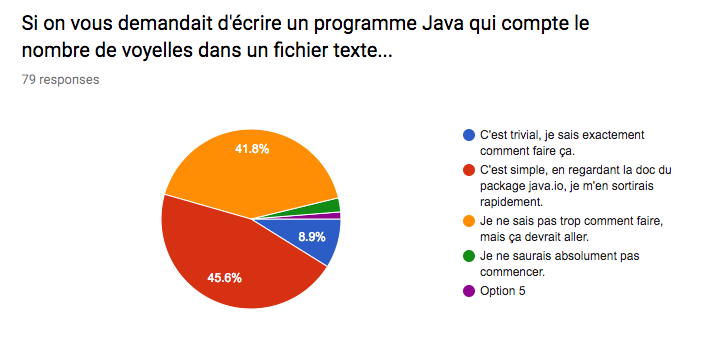 Si on vous demandait d'écrire un programme Java qui compte le
nombre de voyelles dans un fichier texte...
79 responses
41.8%
8.9%
45.6%
C'est trivial, je sais exactement
comment faire ça.
C'est simple, en regardant la doc du
package java.io, je m'en sortirais
rapidement.
Je ne sais pas trop comment faire,
mais ça devrait aller.
Je ne saurais absolument pas
commencer.
Option 5